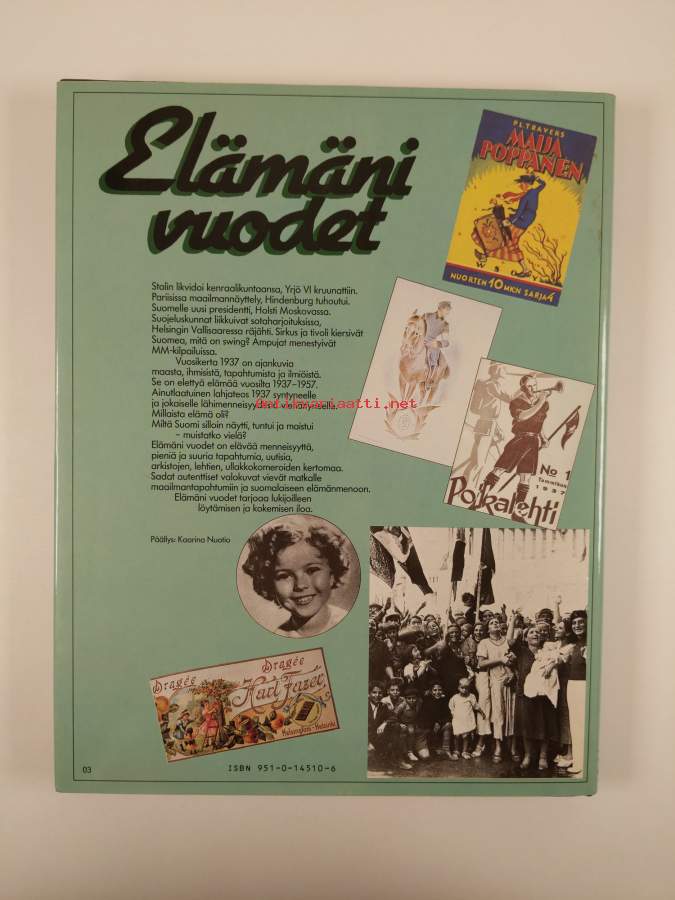 Elämäni
vuodet
P.L.TRAVERS
MAIJA
POPPANEN
W S O Y
NUORTEN 10 MK:N SARJA 4
Stalin likvidoi kenraalikuntaansa, Yrjö VI kruunattiin.
Pariisissa maailmannäyttely, Hindenburg tuhoutui.
Suomelle uusi presidentti, Holsti Moskovassa.
Suojeluskunnat liikkuivat sotaharjoituksissa,
Helsingin Vallisaaressa räjähti. Sirkus ja tivoli kiersivät
Suomea, mitä on swing? Ampujat menestyivät
MM-kilpailuissa.
Vuosikerta 1937 on ajankuvia
maasta, ihmisistä, tapahtumista ja ilmiöistä.
Se on elettyä elämää vuosilta 1937–1957.
Ainutlaatuinen lahjateos 1937 syntyneelle
ja jokaiselle lähimenneisyytensä
Millaista elämä oli?
Miltä Suomi silloin näytti, tuntui ja maistui
– muistatko vielä?
Elämäni vuodet on elävää menneisyyttä,
pieniä ja suuria tapahtumia, uutisia,
arkistojen, lehtien, ullakkokomeroiden kertomaa.
Sadat autenttiset valokuvat vievät matkalle
maailmantapahtumiin ja suomalaiseen elämänmenoon.
Elämäni vuodet tarjoaa lukijoilleen
löytämisen ja kokemisen iloa.
antikvariaatti.net
No 1
Tammikuu
1937
Poikalehti
Päällys: Kaarina Nuotio
Dragée Dragée
Karl Fazer,
Helsingfors - Helsinki
03
ISBN 951-0-14510-6